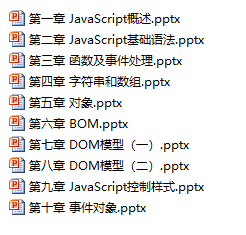 第一章 JavaScript概述.pptx
第二章 JavaScript基础语法.pptx
第三章 函数及事件处理.pptx
第四章 字符串和数组.pptx
第五章 对象.pptx
第六章 BOM.pptx
第七章 DOM模型（一）.pptx
第八章 DOM模型（二）.pptx
第九章 JavaScript控制样式.pptx
第十章 事件对象.pptx